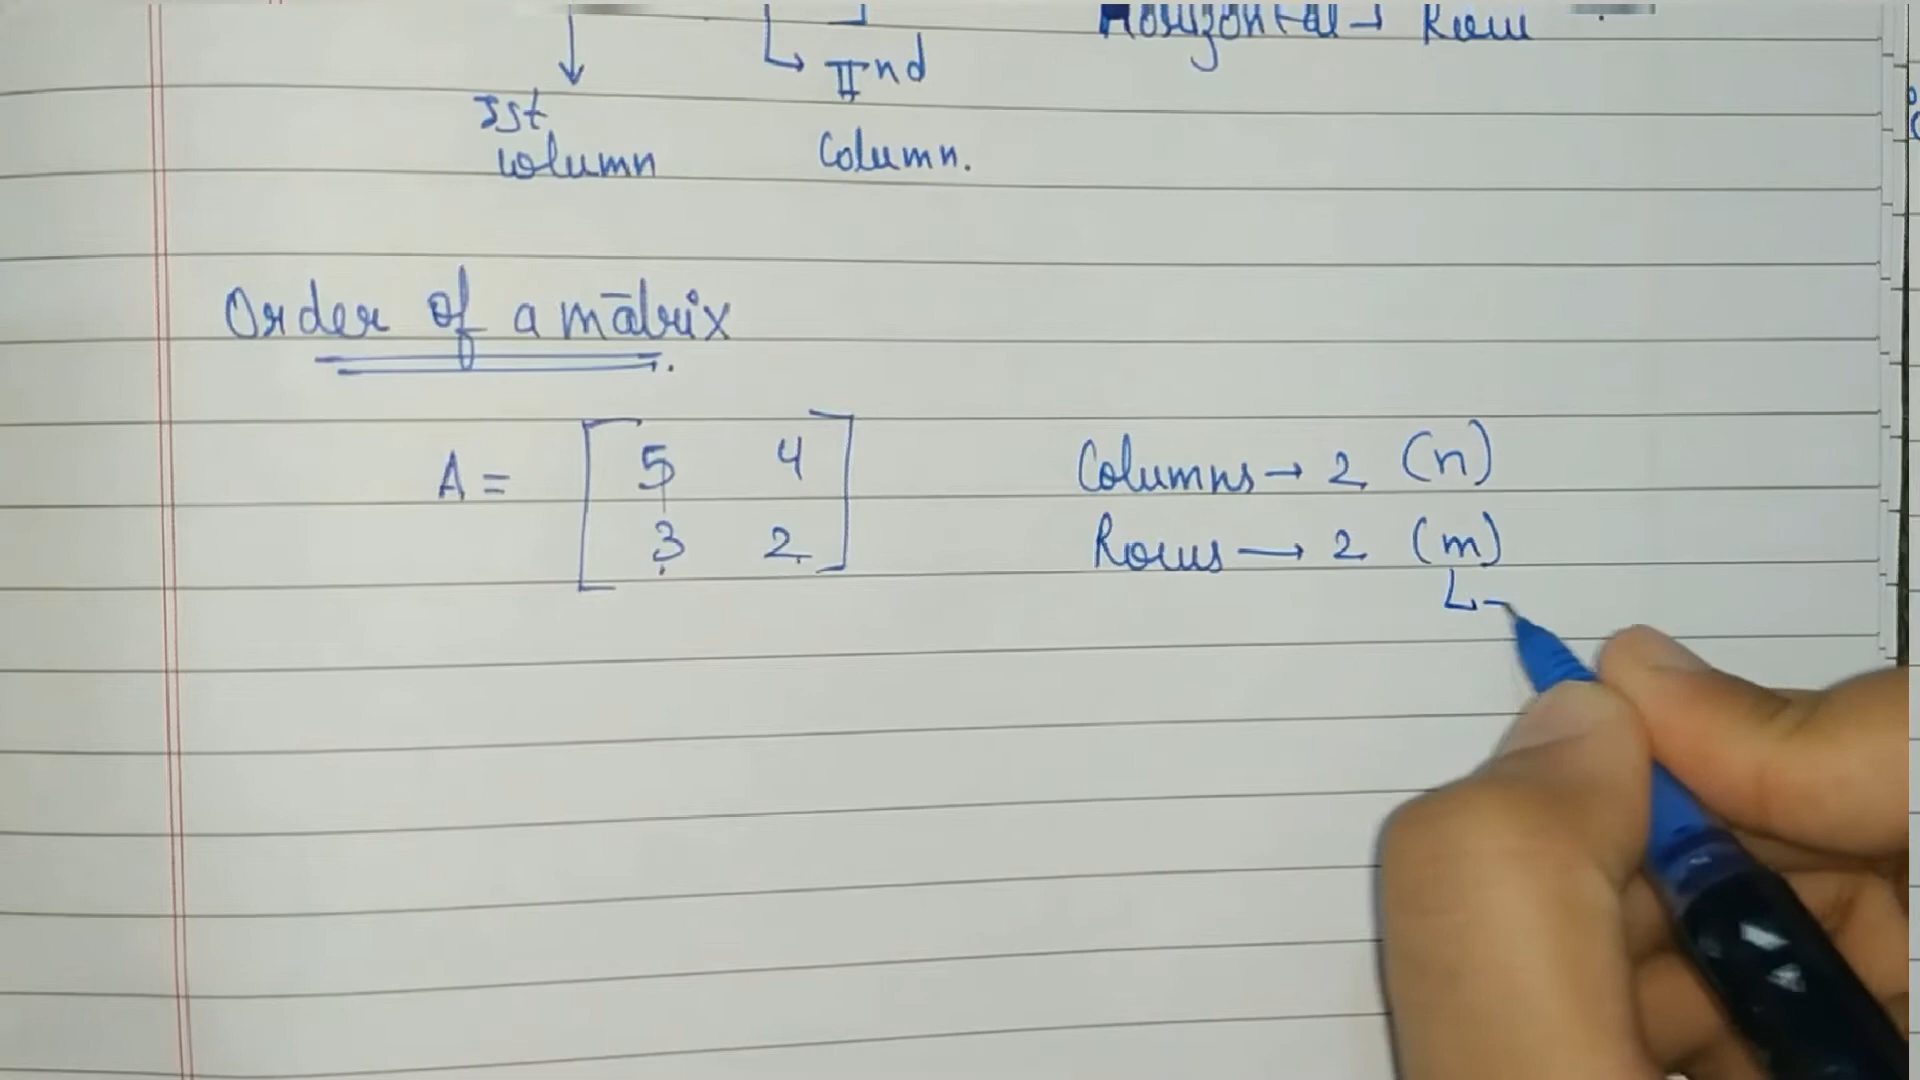 Horizontal → Row
IInd
Ist
column
Column.
Order of a matrix
A = [ 5 4
3 2 ]
Columns → 2 (n)
Rows → 2 (m)